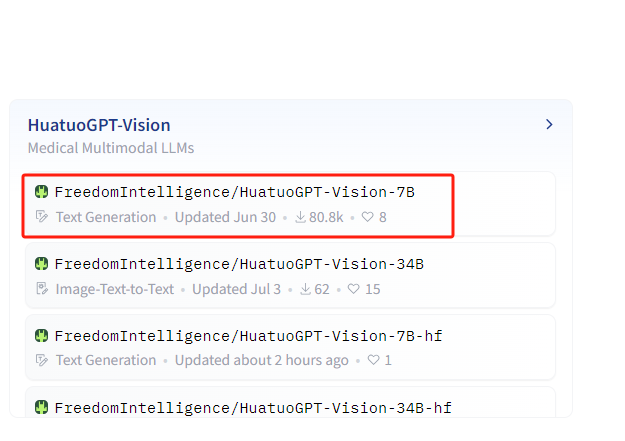 HuatuoGPT-Vision
Medical Multimodal LLMs
FreedomIntelligence/HuatuoGPT-Vision-7B
Text Generation • Updated Jun 30 • 80.8k • 8
FreedomIntelligence/HuatuoGPT-Vision-34B
Image-Text-to-Text • Updated Jul 3 • 62 • 15
FreedomIntelligence/HuatuoGPT-Vision-7B-hf
Text Generation • Updated about 2 hours ago • 1
FreedomIntelligence/HuatuoGPT-Vision-34B-hf